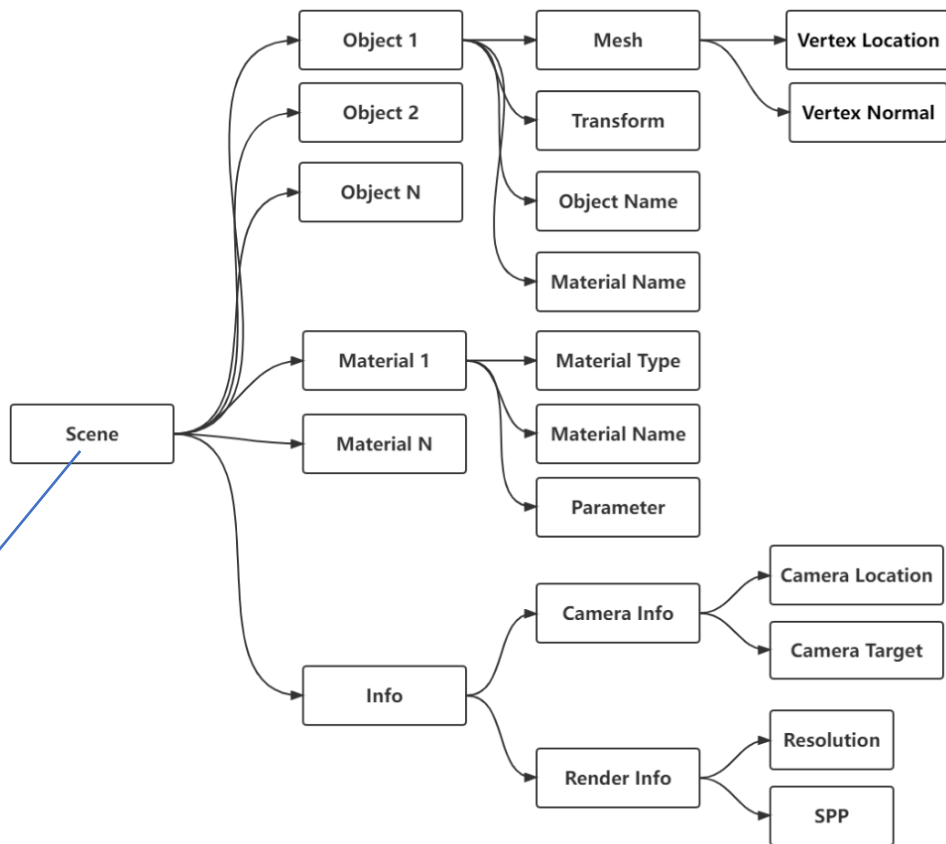 Object 1
Mesh
Vertex Location
Object 2
Vertex Normal
Transform
Object N
Object Name
Material Name
Material 1
Material Type
Scene
Material N
Material Name
Parameter
Camera Location
Camera Info
Camera Target
Info
Resolution
Render Info
SPP